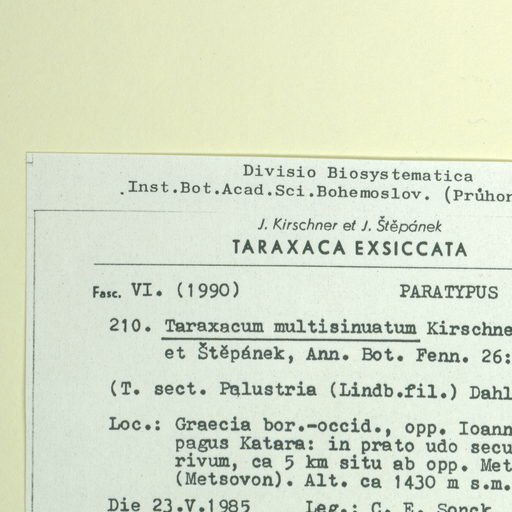 Divisio Biosystematica
Inst.Bot.Acad.Sci.Bohemoslov. (Průhon
J. Kirschner et J. Štěpánek
TARAXACA EXSICCATA
Fasc. VI. (1990) PARATYPUS
210. Taraxacum multisinuatum Kirschne
et Štěpánek, Ann. Bot. Fenn. 26:
(T. sect. Palustria (Lindb.fil.) Dahl
Loc.: Graecia bor.-occid., opp. Ioann
pagus Katara: in prato udo secu
rivum, ca 5 km situ ab opp. Met
(Metsovon). Alt. ca 1430 m s.m.
Die 23.V.1985 Leg.: C. E. Sonck